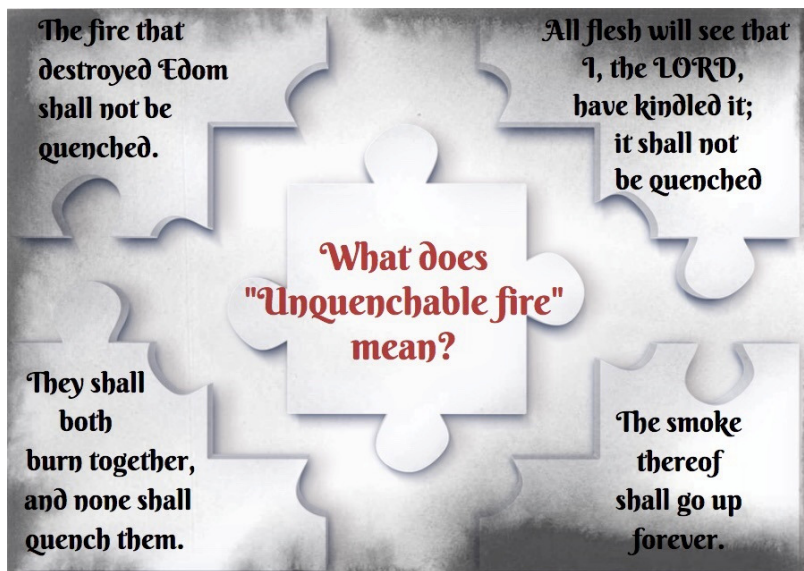 The fire that
destroyed Edom
shall not be
quenched.
All flesh will see that
I, the LORD,
have kindled it;
it shall not
be quenched
What does
"Unquenchable fire"
mean?
They shall
both
burn together,
and none shall
quench them.
The smoke
thereof
shall go up
forever.